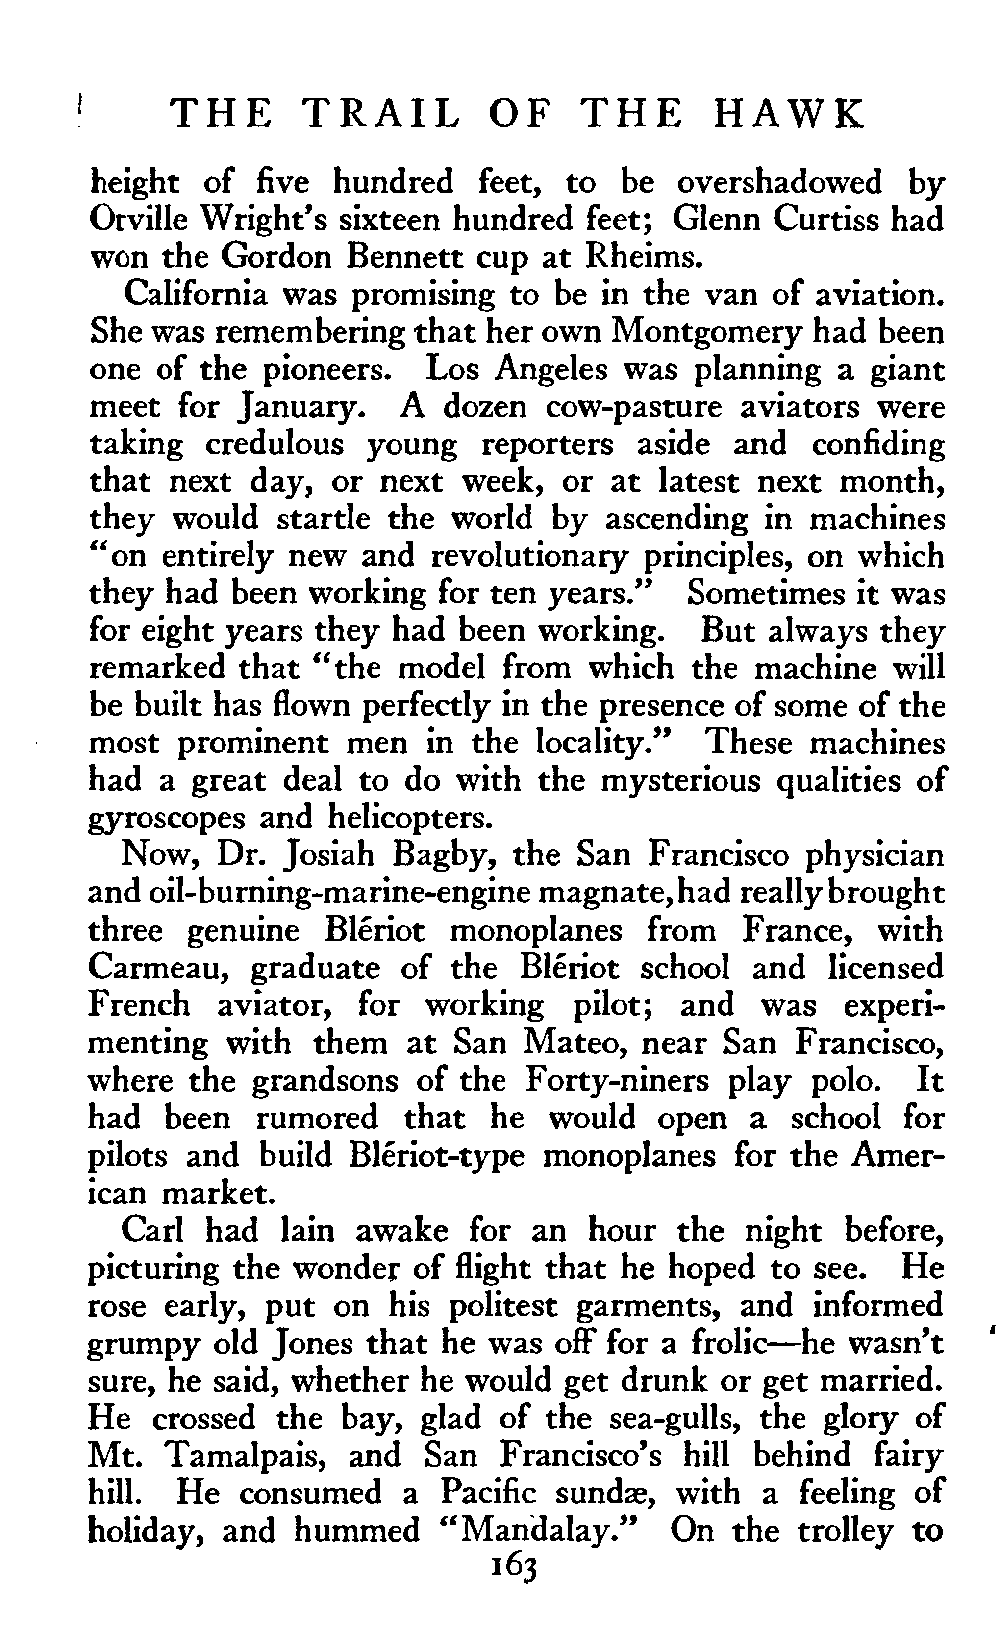 THE TRAIL OF THE HAWK
height of five hundred feet, to be overshadowed by
Orville Wright's sixteen hundred feet; Glenn Curtiss had
won the Gordon Bennett cup at Rheims.
California was promising to be in the van of aviation.
She was remembering that her own Montgomery had been
one of the pioneers. Los Angeles was planning a giant
meet for January. A dozen cow-pasture aviators were
taking credulous young reporters aside and confiding
that next day, or next week, or at latest next month,
they would startle the world by ascending in machines
"on entirely new and revolutionary principles, on which
they had been working for ten years." Sometimes it was
for eight years they had been working. But always they
remarked that "the model from which the machine will
be built has flown perfectly in the presence of some of the
most prominent men in the locality." These machines
had a great deal to do with the mysterious qualities of
gyroscopes and helicopters.
Now, Dr. Josiah Bagby, the San Francisco physician
and oil-burning-marine-engine magnate, had really brought
three genuine Blériot monoplanes from France, with
Carmeau, graduate of the Blériot school and licensed
French aviator, for working pilot; and was experi-
menting with them at San Mateo, near San Francisco,
where the grandsons of the Forty-niners play polo. It
had been rumored that he would open a school for
pilots and build Blériot-type monoplanes for the Amer-
ican market.
Carl had lain awake for an hour the night before,
picturing the wonder of flight that he hoped to see. He
rose early, put on his politest garments, and informed
grumpy old Jones that he was off for a frolic—he wasn't
sure, he said, whether he would get drunk or get married.
He crossed the bay, glad of the sea-gulls, the glory of
Mt. Tamalpais, and San Francisco's hill behind fairy
hill. He consumed a Pacific sundæ, with a feeling of
holiday, and hummed "Mandalay." On the trolley to
163